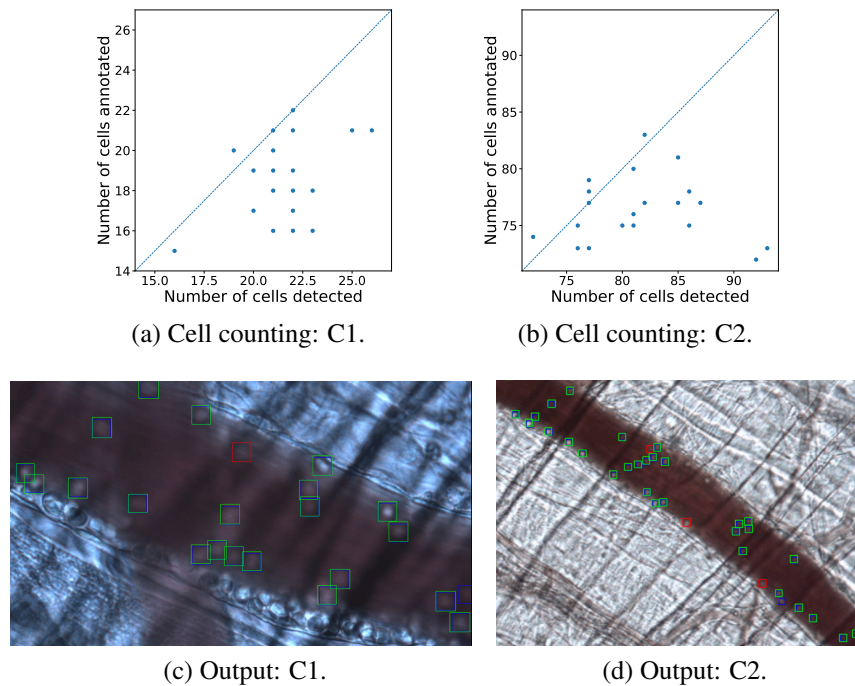 26
24
22
20
18
16
14
Number of cells annotated
15.0 17.5 20.0 22.5 25.0
Number of cells detected
(a) Cell counting: C1.
90
85
80
75
Number of cells annotated
75 80 85 90
Number of cells detected
(b) Cell counting: C2.
(c) Output: C1.
(d) Output: C2.